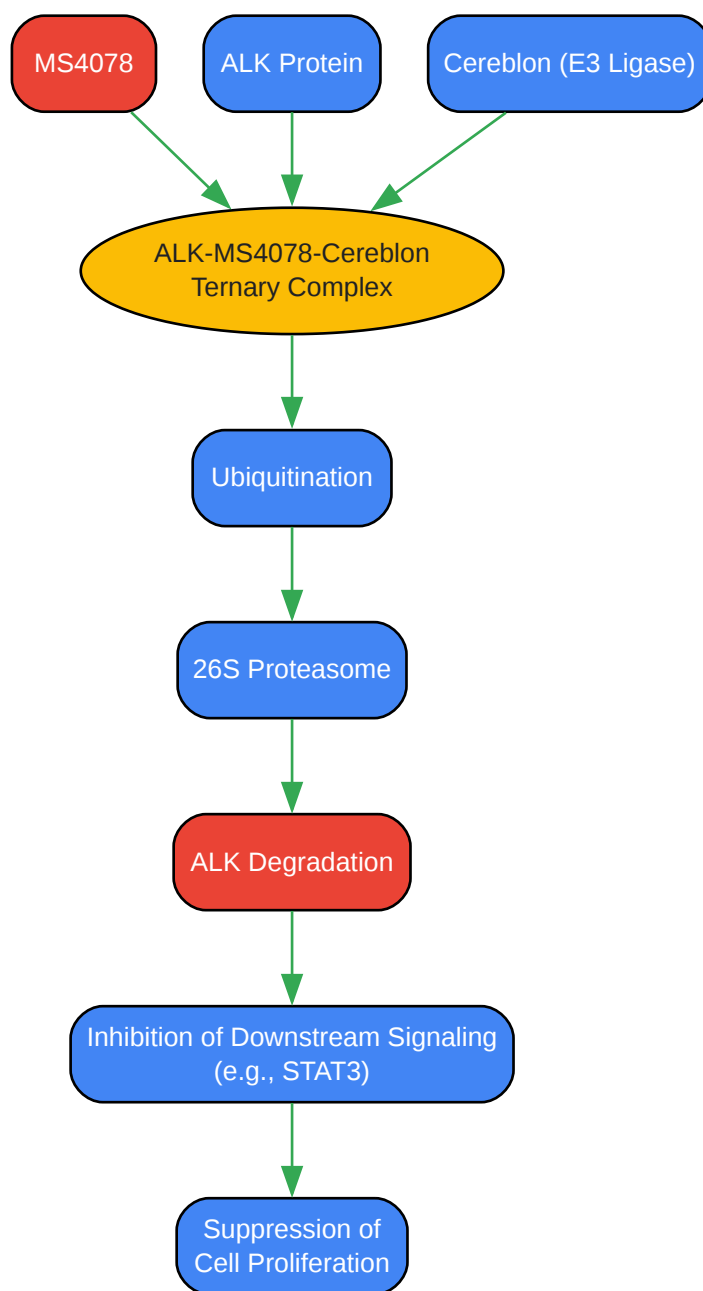 MS4078
ALK Protein
Cereblon (E3 Ligase)
ALK-MS4078-Cereblon
Ternary Complex
Ubiquitination
26S Proteasome
ALK Degradation
Inhibition of Downstream Signaling
(e.g., STAT3)
Suppression of
Cell Proliferation